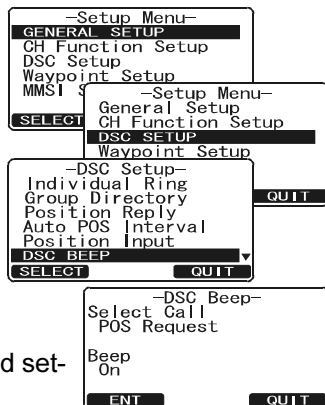 –Setup Menu–
GENERAL SETUP
CH Function Setup
DSC Setup
Waypoint Setup
MMSI
SELECT
–Setup Menu–
General Setup
CH Function Setup
DSC SETUP
Waypoint Setup
QUIT
–DSC Setup–
Individual Ring
Group Directory
Position Reply
Auto POS Interval
Position Input
DSC BEEP
SELECT QUIT
–DSC Beep–
Select Call
POS Request
Beep
On
ENT QUIT
d set-